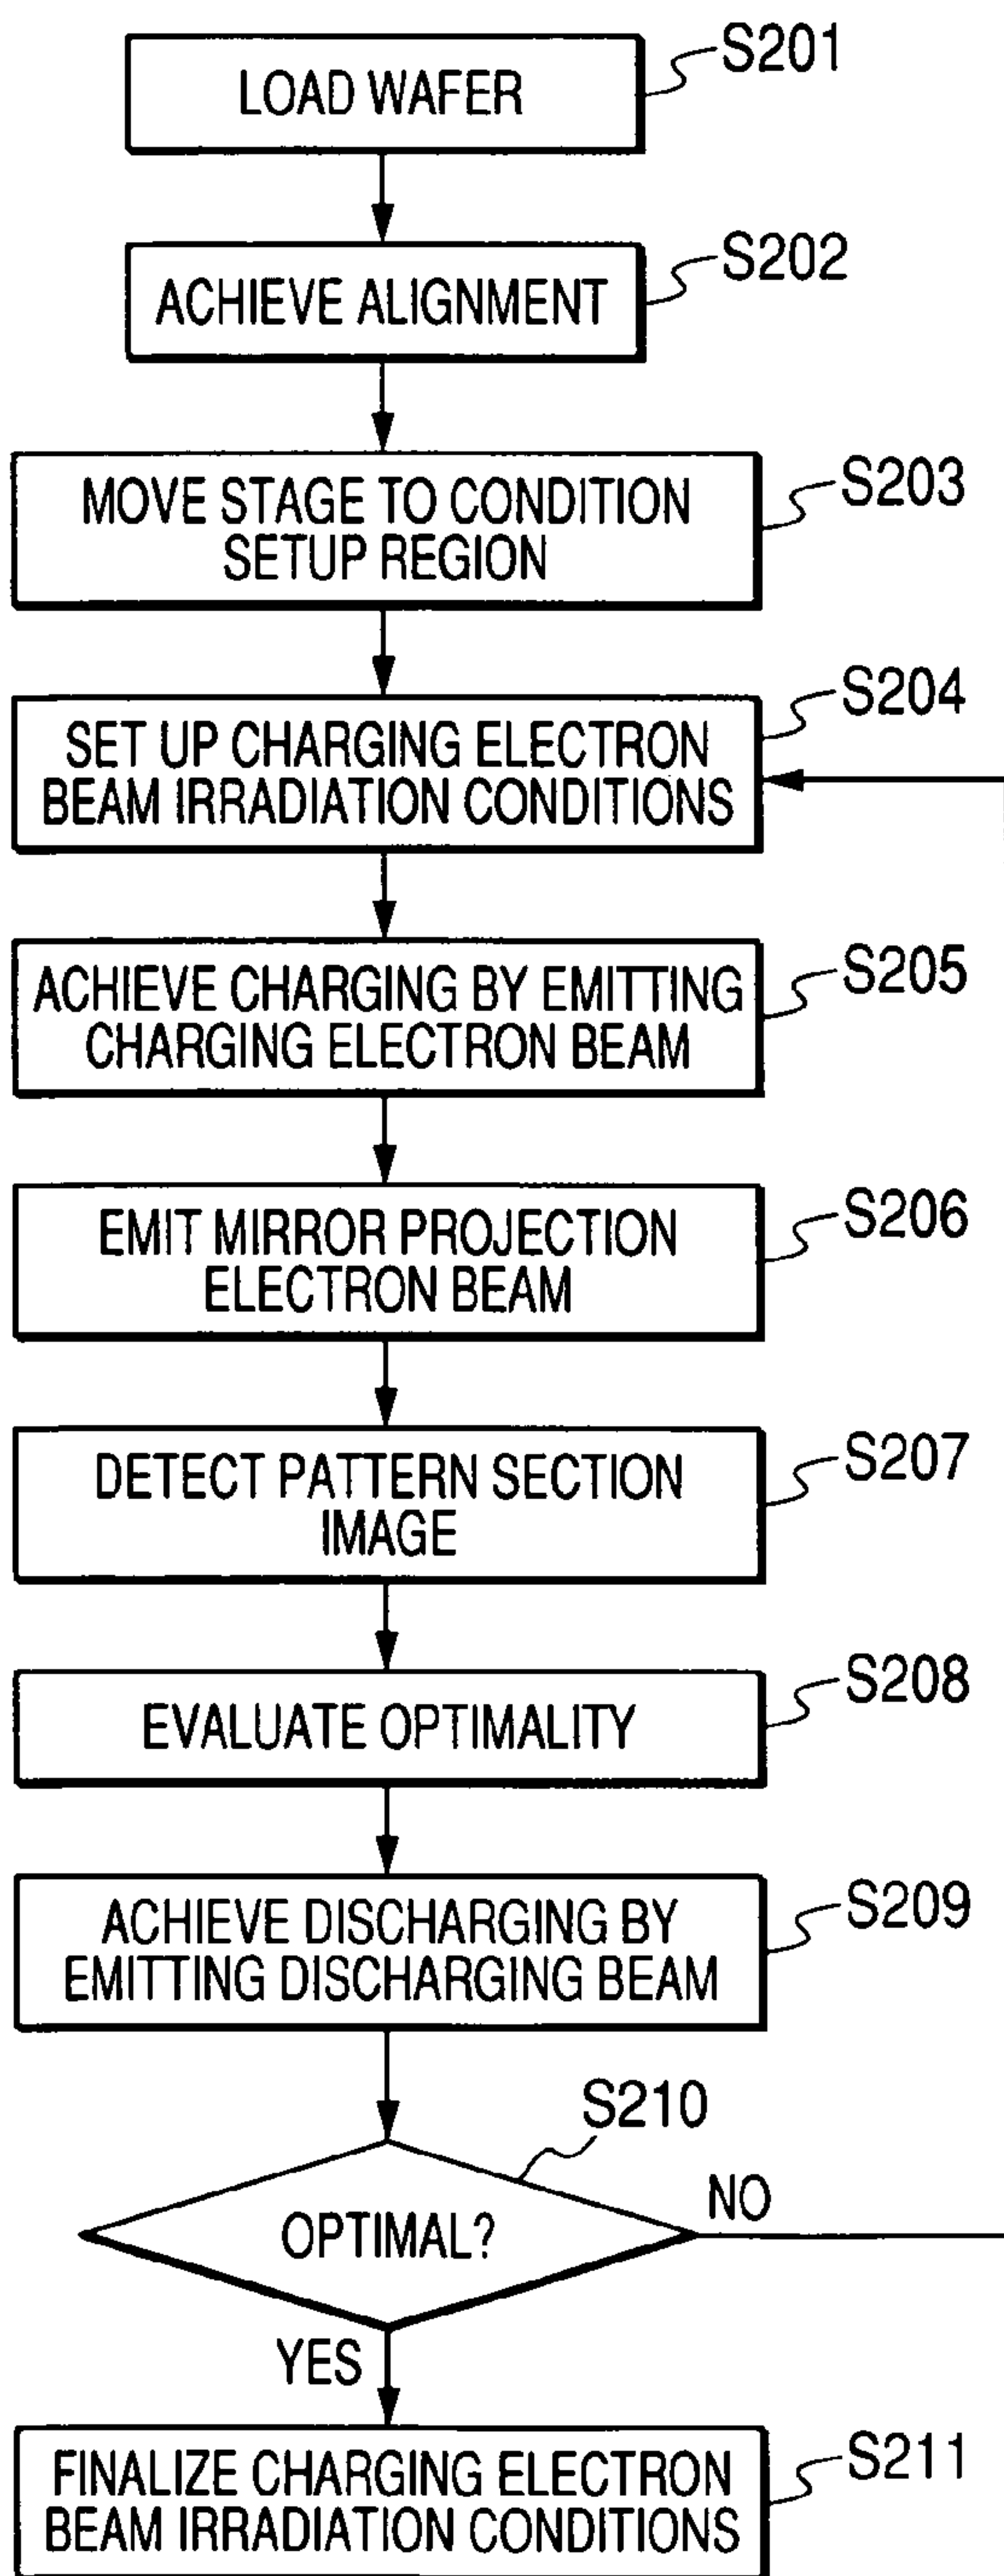 LOAD WAFER
S201
ACHIEVE ALIGNMENT
S202
MOVE STAGE TO CONDITION
SETUP REGION
S203
SET UP CHARGING ELECTRON
BEAM IRRADIATION CONDITIONS
S204
ACHIEVE CHARGING BY EMITTING
CHARGING ELECTRON BEAM
S205
EMIT MIRROR PROJECTION
ELECTRON BEAM
S206
DETECT PATTERN SECTION
IMAGE
S207
EVALUATE OPTIMALITY
S208
ACHIEVE DISCHARGING BY
EMITTING DISCHARGING BEAM
S209
S210
OPTIMAL?
NO
YES
FINALIZE CHARGING ELECTRON
BEAM IRRADIATION CONDITIONS
S211